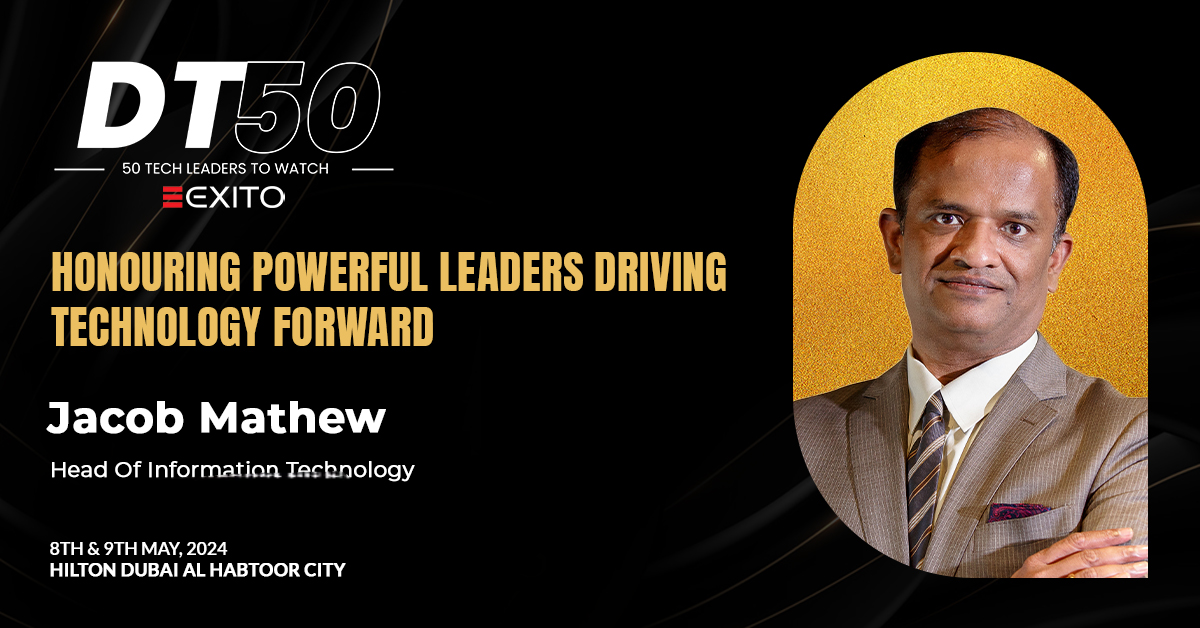 DT50
50 TECH LEADERS TO WATCH
EXITO
HONOURING POWERFUL LEADERS DRIVING
TECHNOLOGY FORWARD
Jacob Mathew
Head Of Information Technology
8TH & 9TH MAY, 2024
HILTON DUBAI AL HABTOOR CITY